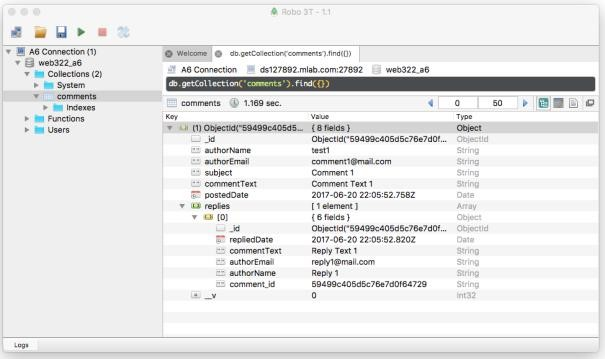 Robo 3T - 1.1
A6 Connection (1)
web322_a6
Collections (2)
System
comments
Indexes
Functions
Users
Welcome db.getCollection('comments').find({})
A6 Connection ds127892.mlab.com:27892 web322_a6
db.getCollection('comments').find({})
comments 1.169 sec. 0 50
Key Value Type
(1) ObjectId("59499c405d5... { 8 fields } Object
_id ObjectId("59499c405d5c76e7d0f... ObjectId
authorName test1 String
authorEmail comment1@mail.com String
subject Comment 1 String
commentText Comment Text 1 String
postedDate 2017-06-20 22:05:52.758Z Date
replies [ 1 element ] Array
[0] { 6 fields } Object
_id ObjectId("59499c405d5c76e7d0f... ObjectId
repliedDate 2017-06-20 22:05:52.820Z Date
commentText Reply Text 1 String
authorEmail reply1@mail.com String
authorName Reply 1 String
comment_id 59499c405d5c76e7d0f64729 String
__v 0 Int32
Logs